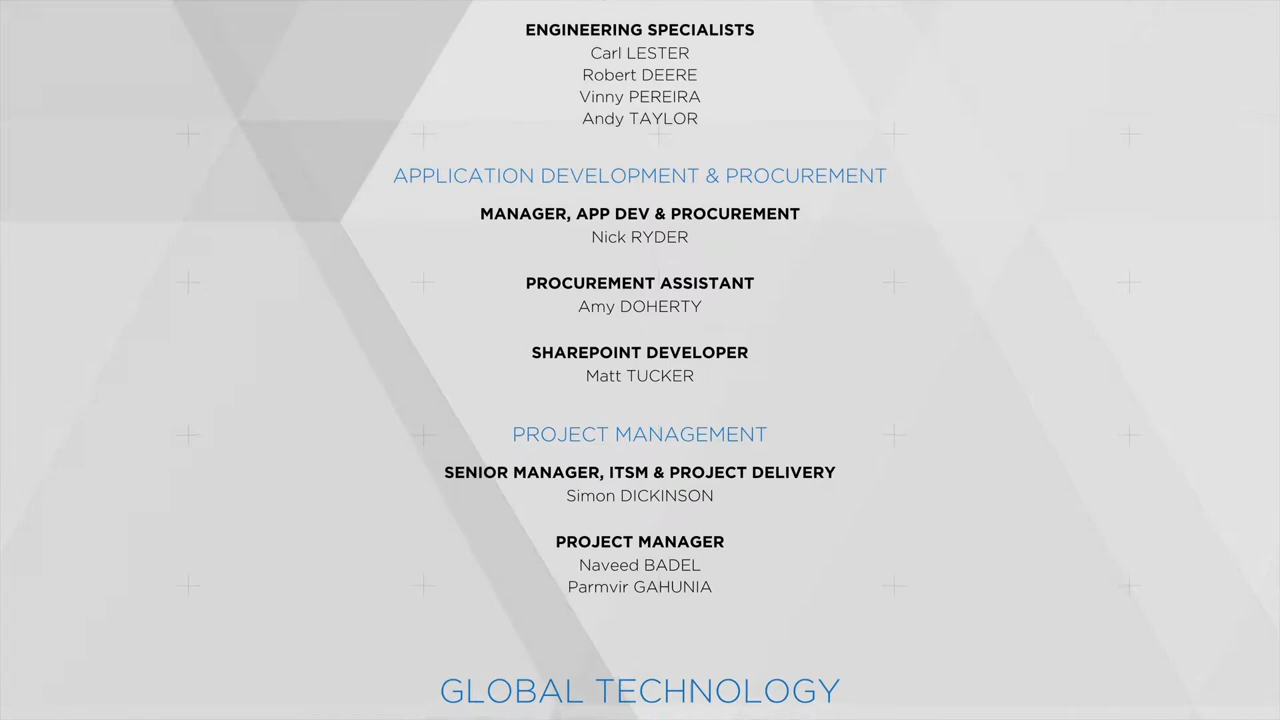 ENGINEERING SPECIALISTS
Carl LESTER
Robert DEERE
Vinny PEREIRA
Andy TAYLOR
APPLICATION DEVELOPMENT & PROCUREMENT
MANAGER, APP DEV & PROCUREMENT
Nick RYDER
PROCUREMENT ASSISTANT
Amy DOHERTY
SHAREPOINT DEVELOPER
Matt TUCKER
PROJECT MANAGEMENT
SENIOR MANAGER, ITSM & PROJECT DELIVERY
Simon DICKINSON
PROJECT MANAGER
Naveed BADEL
Parmvir GAHUNIA
GLOBAL TECHNOLOGY